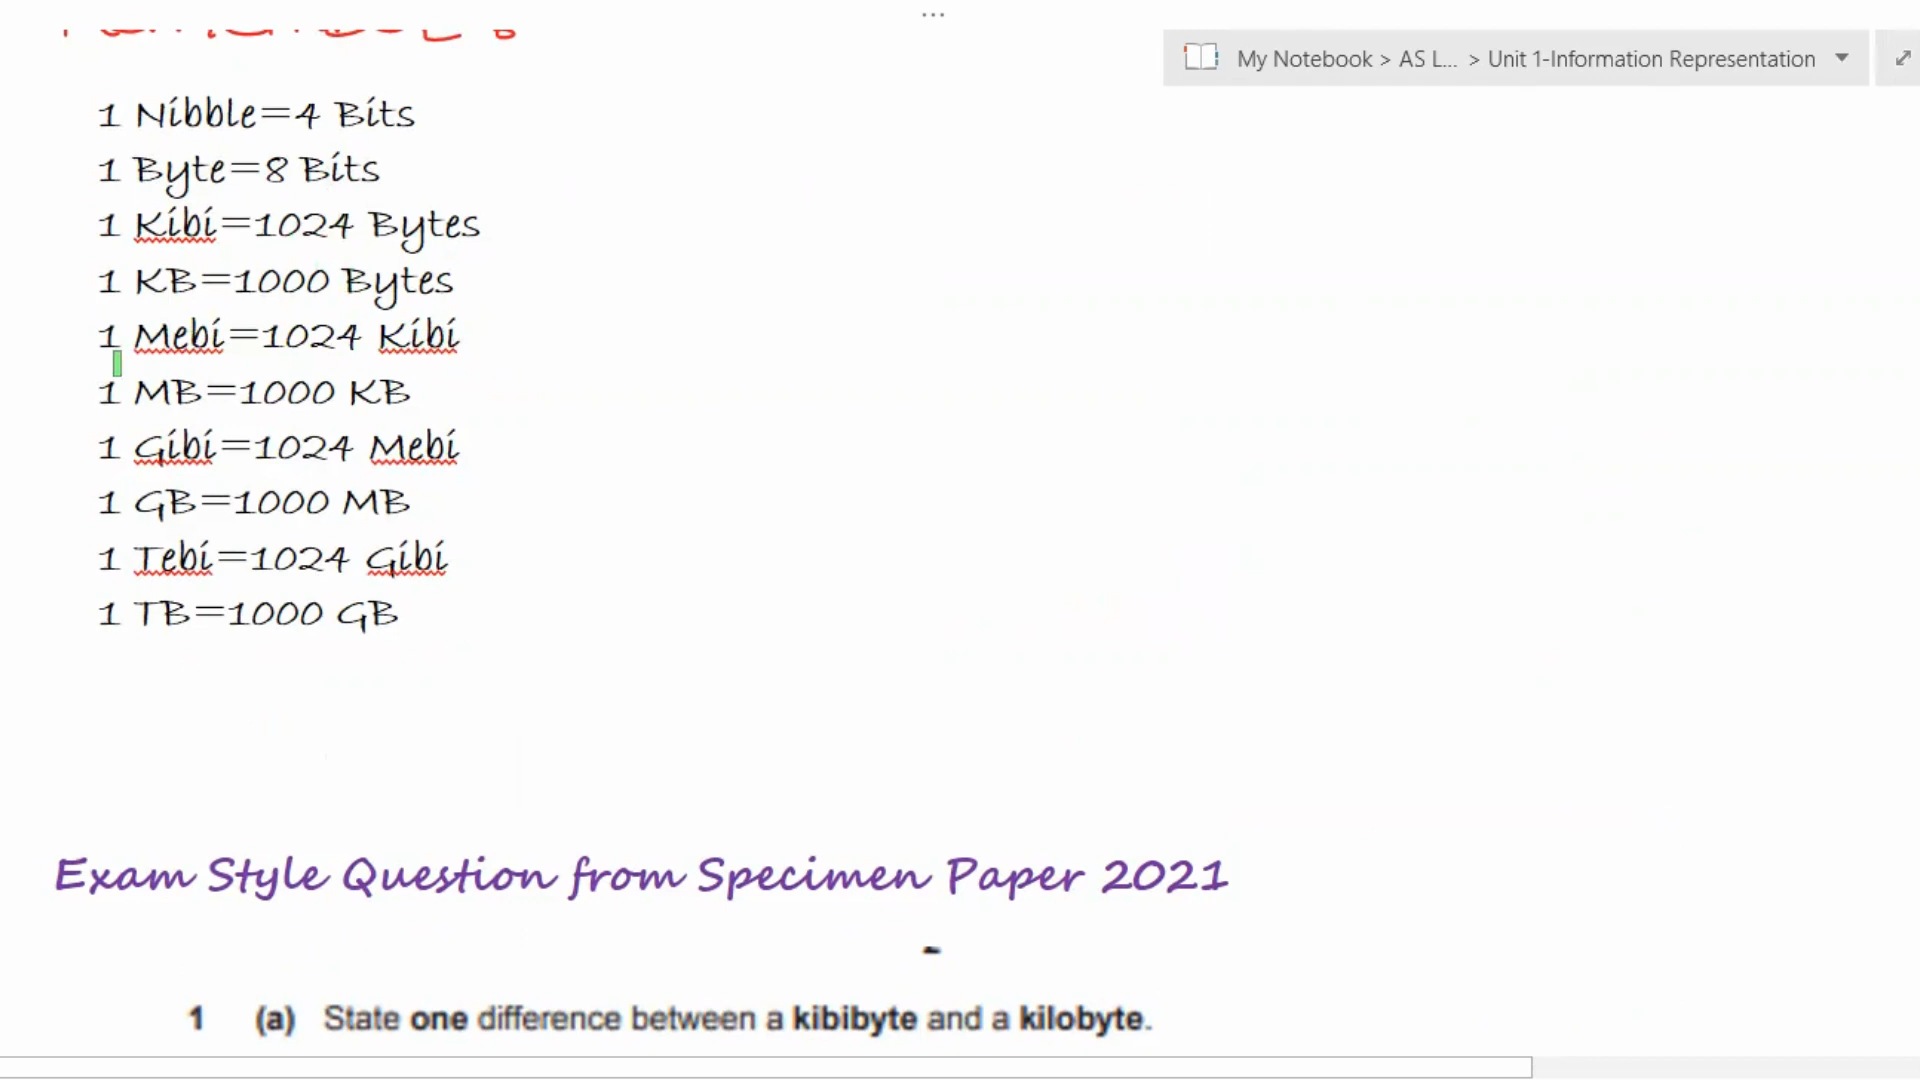 ...
My Notebook > AS L... > Unit 1-Information Representation
1 Nibble=4 Bits
1 Byte=8 Bits
1 Kibi=1024 Bytes
1 KB=1000 Bytes
1 Mebi=1024 Kibi
1 MB=1000 KB
1 Gibi=1024 Mebi
1 GB=1000 MB
1 Tebi=1024 Gibi
1 TB=1000 GB
Exam Style Question from Specimen Paper 2021
1 (a) State one difference between a kibibyte and a kilobyte.